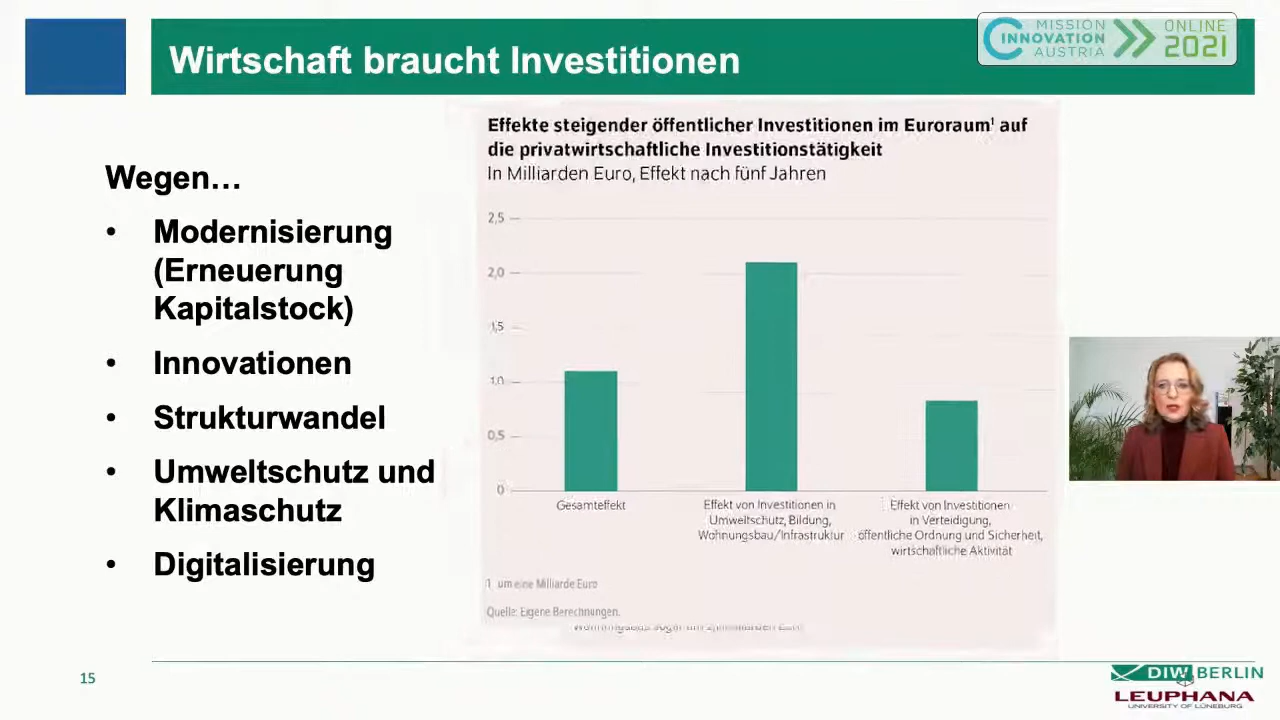 Wirtschaft braucht Investitionen
MISSION
INNOVATION
AUSTRIA
ONLINE
2021
Wegen…
• Modernisierung
(Erneuerung
Kapitalstock)
• Innovationen
• Strukturwandel
• Umweltschutz und
Klimaschutz
• Digitalisierung
Effekte steigender öffentlicher Investitionen im Euroraum¹ auf
die privatwirtschaftliche Investitionstätigkeit
In Milliarden Euro, Effekt nach fünf Jahren
2,5
2,0
1,5
1,0
0,5
0
Gesamteffekt
Effekt von Investitionen in
Umweltschutz, Bildung,
Wohnungsbau/Infrastruktur
Effekt von Investitionen
in Verteidigung,
öffentliche Ordnung und Sicherheit,
wirtschaftliche Aktivität
1 um eine Milliarde Euro
Quelle: Eigene Berechnungen.
15
DIW BERLIN
LEUPHANA
UNIVERSITY OF LÜNEBURG